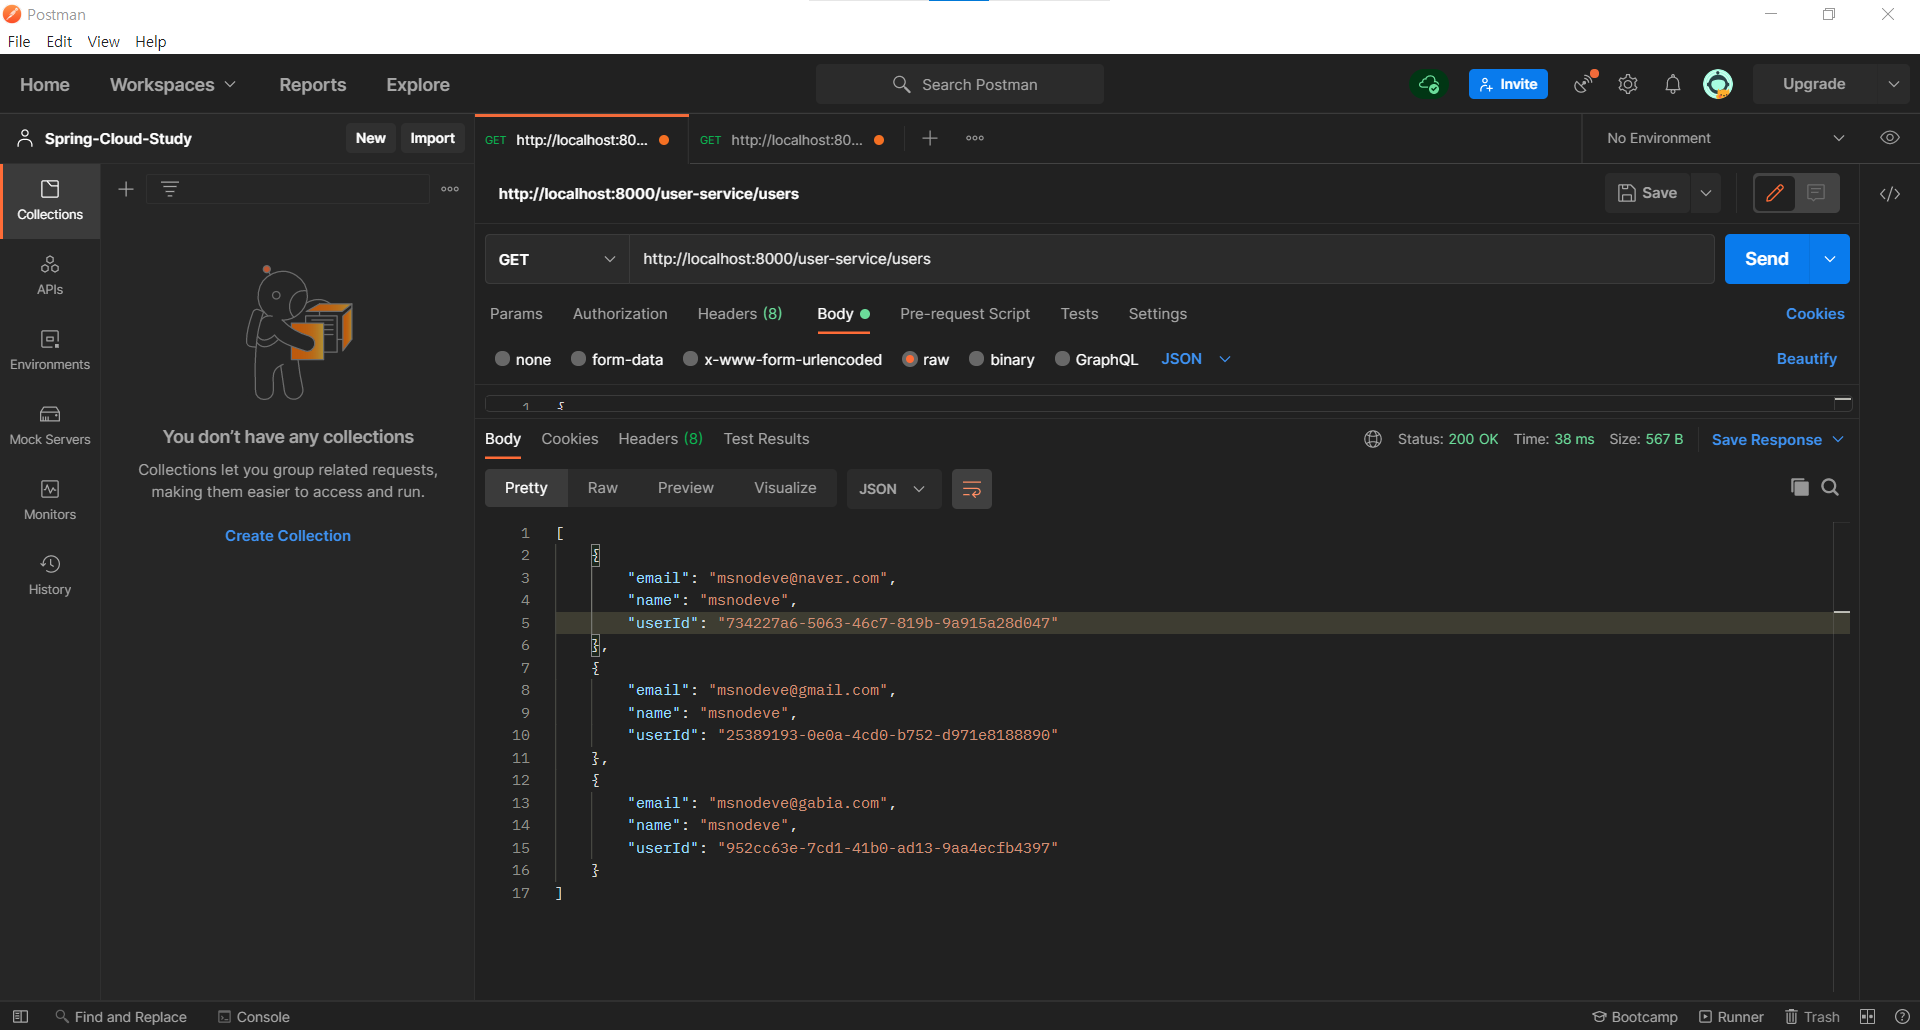 Postman
File Edit View Help
Home Workspaces Reports Explore Search Postman Invite Upgrade
Spring-Cloud-Study New Import GET http://localhost:80... GET http://localhost:80... No Environment
http://localhost:8000/user-service/users Save
Collections
APIs
Environments
Mock Servers
Monitors
History
You don't have any collections
Collections let you group related requests,
making them easier to access and run.
Create Collection
GET http://localhost:8000/user-service/users Send
Params Authorization Headers (8) Body Pre-request Script Tests Settings Cookies
none form-data x-www-form-urlencoded raw binary GraphQL JSON Beautify
1 {
Body Cookies Headers (8) Test Results Status: 200 OK Time: 38 ms Size: 567 B Save Response
Pretty Raw Preview Visualize JSON
1 [
2 {
3 "email": "msnodeve@naver.com",
4 "name": "msnodeve",
5 "userId": "734227a6-5063-46c7-819b-9a915a28d047"
6 },
7 {
8 "email": "msnodeve@gmail.com",
9 "name": "msnodeve",
10 "userId": "25389193-0e0a-4cd0-b752-d971e8188890"
11 },
12 {
13 "email": "msnodeve@gabia.com",
14 "name": "msnodeve",
15 "userId": "952cc63e-7cd1-41b0-ad13-9aa4ecfb4397"
16 }
17 ]
Find and Replace Console Bootcamp Runner Trash